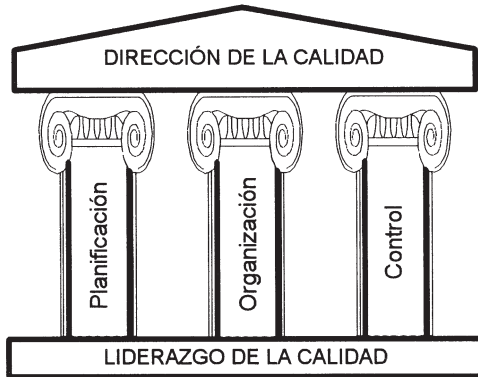 DIRECCIÓN DE LA CALIDAD
Planificación
Organización
Control
LIDERAZGO DE LA CALIDAD